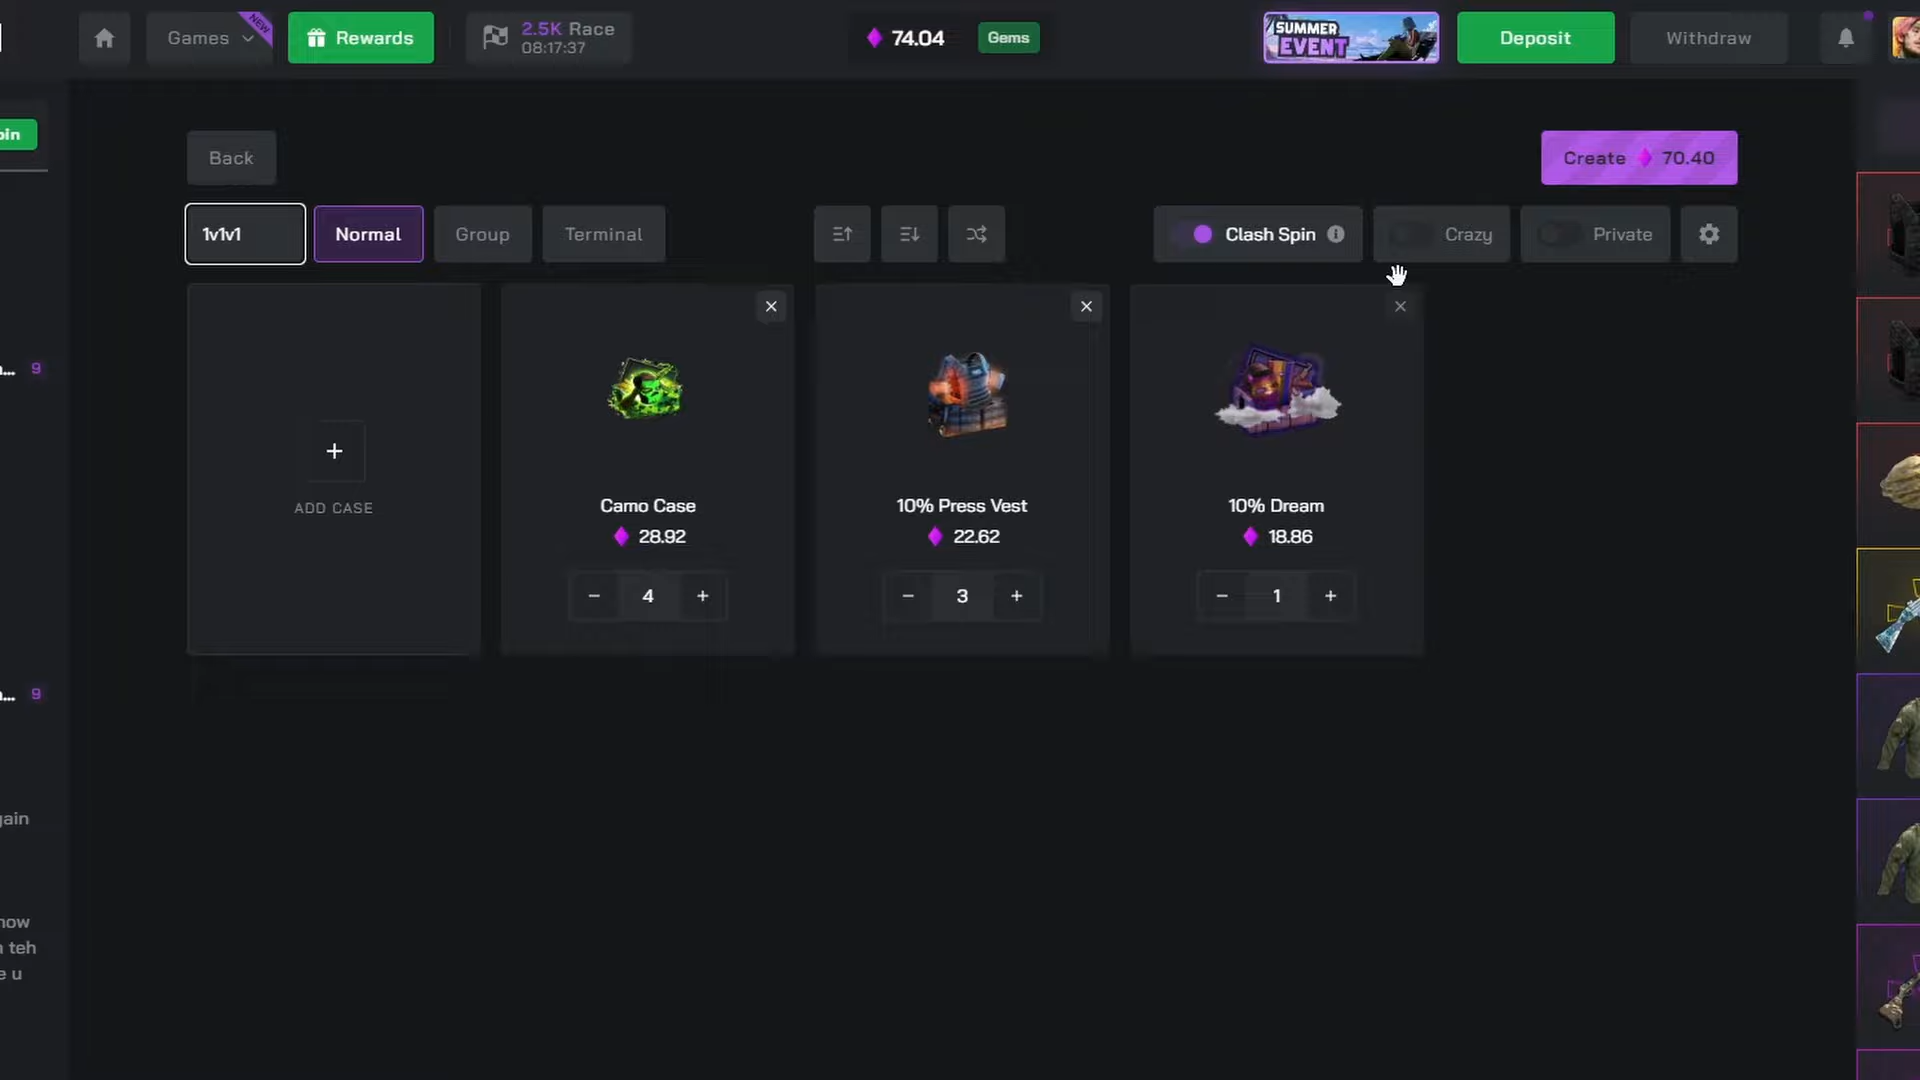 Games
NEW
Rewards
2.5K Race
08:17:37
74.04
Gems
SUMMER
EVENT
Deposit
Withdraw
Back
Create 70.40
1v1v1
Normal
Group
Terminal
Clash Spin
Crazy
Private
ADD CASE
Camo Case
28.92
4
10% Press Vest
22.62
3
10% Dream
18.86
1
9
9